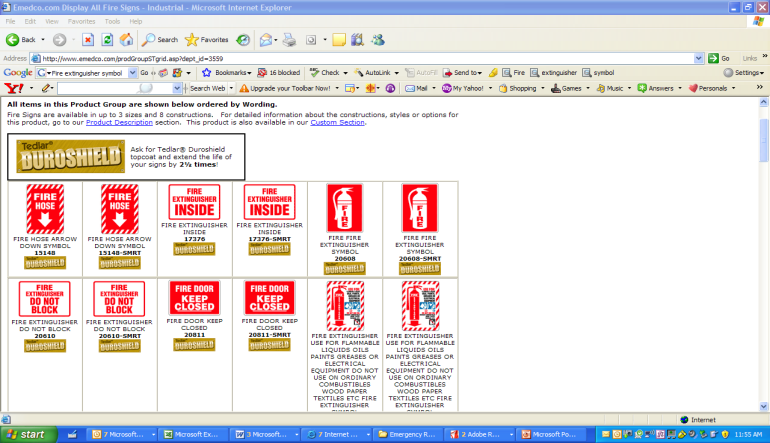 Emedco.com Display All Fire Signs - Industrial - Microsoft Internet Explorer
File Edit View Favorites Tools Help
Back Search Favorites
Address http://www.emedco.com/prodGroupSTgrid.asp?dept_id=3559 Go Links »
Google Fire extinguisher symbol Go Bookmarks 16 blocked Check AutoLink AutoFill Send to Fire extinguisher symbol Settings
Y! Search Web Upgrade your Toolbar Now! Mail My Yahoo! Shopping Games Music Answers Personals »
All items in this Product Group are shown below ordered by Wording.
Fire Signs are available in up to 3 sizes and 8 constructions. For detailed information about the constructions, styles or options for
this product, go to our Product Description section. This product is also available in our Custom Section.
Tedlar®
DUROSHIELD
Ask for Tedlar® Duroshield
topcoat and extend the life of
your signs by 2½ times!
FIRE HOSE
FIRE HOSE ARROW
DOWN SYMBOL
15148
DUROSHIELD
FIRE HOSE
FIRE HOSE ARROW
DOWN SYMBOL
15148-SMRT
DUROSHIELD
FIRE
EXTINGUISHER
INSIDE
FIRE EXTINGUISHER
INSIDE
17376
DUROSHIELD
FIRE
EXTINGUISHER
INSIDE
FIRE EXTINGUISHER
INSIDE
17376-SMRT
DUROSHIELD
FIRE
FIRE FIRE
EXTINGUISHER
SYMBOL
20608
DUROSHIELD
FIRE
FIRE FIRE
EXTINGUISHER
SYMBOL
20608-SMRT
DUROSHIELD
FIRE
EXTINGUISHER
DO NOT
BLOCK
FIRE EXTINGUISHER
DO NOT BLOCK
20610
DUROSHIELD
FIRE
EXTINGUISHER
DO NOT
BLOCK
FIRE EXTINGUISHER
DO NOT BLOCK
20610-SMRT
DUROSHIELD
FIRE DOOR
KEEP
CLOSED
FIRE DOOR KEEP
CLOSED
20811
DUROSHIELD
FIRE DOOR
KEEP
CLOSED
FIRE DOOR KEEP
CLOSED
20811-SMRT
DUROSHIELD
FIRE EXTINGUISHER
USE FOR FLAMMABLE
LIQUIDS OILS
PAINTS GREASES OR
ELECTRICAL
EQUIPMENT DO NOT
USE ON ORDINARY
COMBUSTIBLES
WOOD PAPER
TEXTILES ETC FIRE
EXTINGUISHER
FIRE EXTINGUISHER
USE FOR FLAMMABLE
LIQUIDS OILS
PAINTS GREASES OR
ELECTRICAL
EQUIPMENT DO NOT
USE ON ORDINARY
COMBUSTIBLES
WOOD PAPER
TEXTILES ETC FIRE
EXTINGUISHER
Internet
start 7 Microsoft... Microsoft Ex... 3 Microsoft... 7 Internet ... Emergency R... 2 Adobe R... Microsoft Po... 11:55 AM